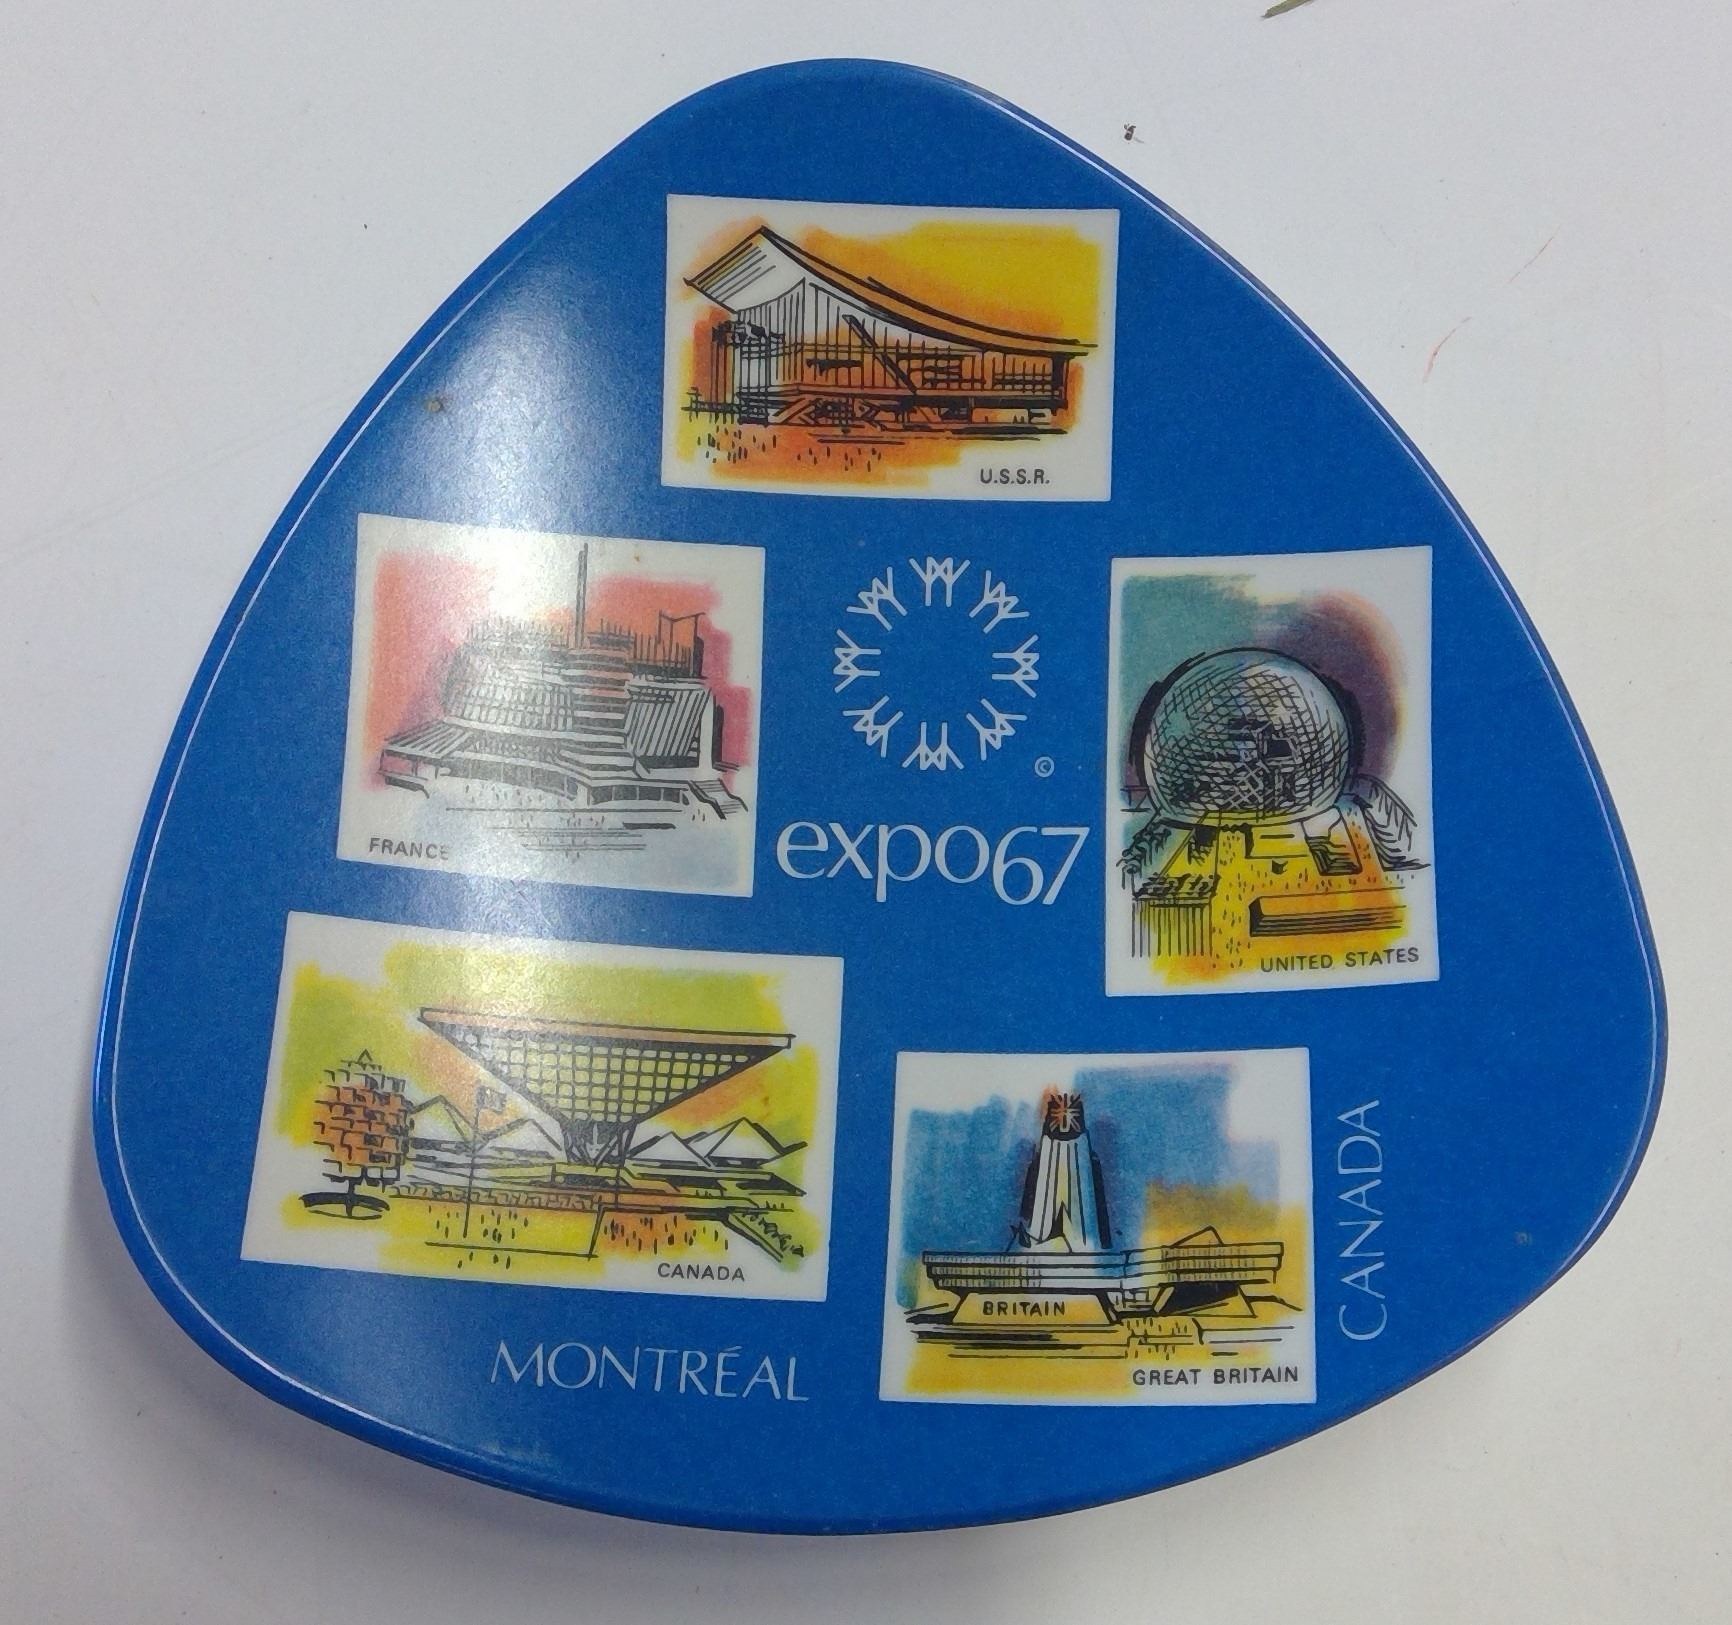 U.S.S.R.
FRANCE
©
expo67
UNITED STATES
CANADA
BRITAIN
GREAT BRITAIN
MONTRÉAL
CANADA